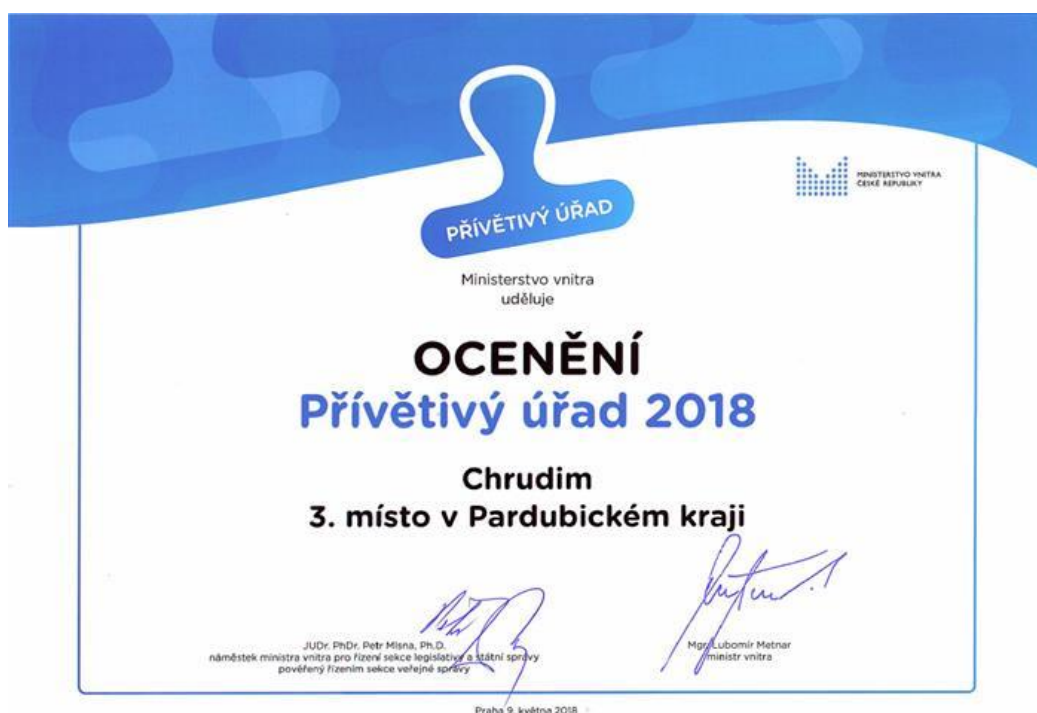 MINISTERSTVO VNITRA
ČESKÉ REPUBLIKY
PŘÍVĚTIVÝ ÚŘAD
Ministerstvo vnitra
uděluje
OCENĚNÍ
Přívětivý úřad 2018
Chrudim
3. místo v Pardubickém kraji
JUDr. PhDr. Petr Mlsna, Ph.D.
náměstek ministra vnitra pro řízení sekce legislativy a státní správy
pověřený řízením sekce veřejné správy
Mgr. Lubomír Metnar
ministr vnitra
Praha 9. května 2018